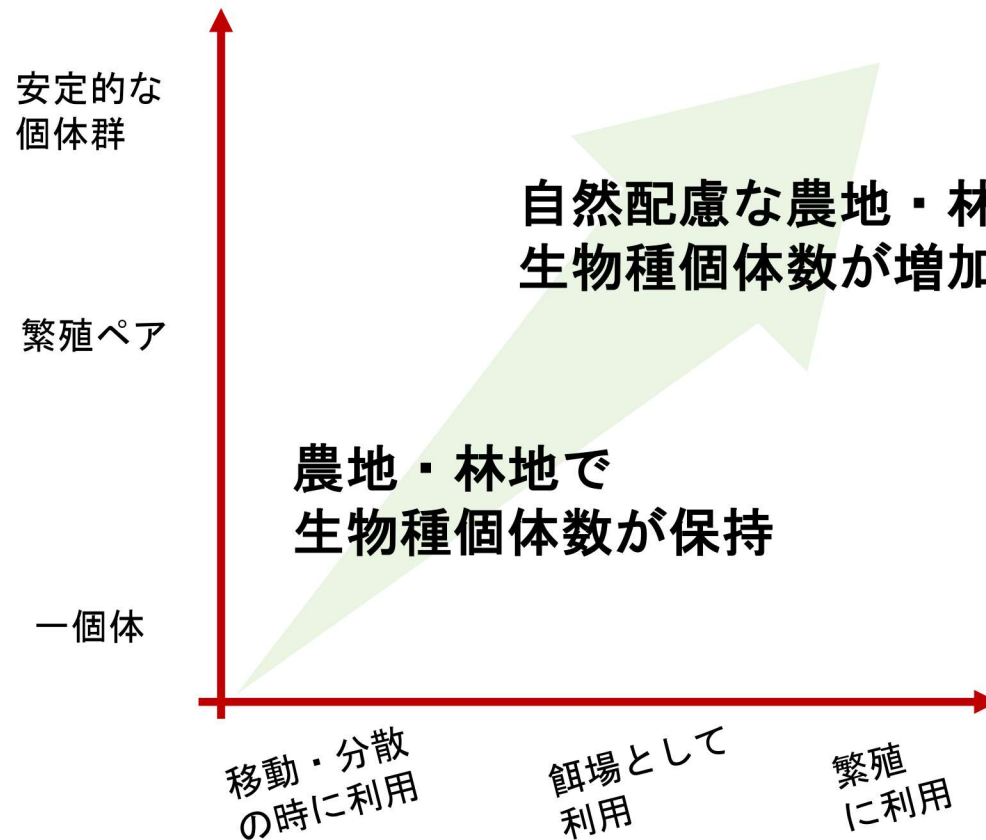 安定的な
個体群
自然配慮な農地・林
生物種個体数が増加
繁殖ペア
農地・林地で
生物種個体数が保持
一個体
移動・分散
の時に利用
餌場として
利用
繁殖
に利用